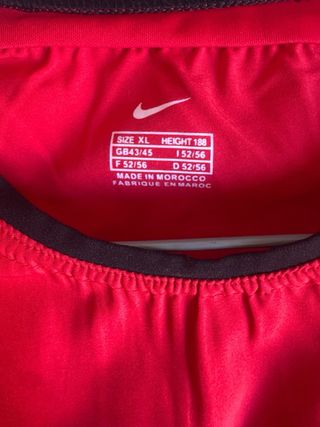 SIZE XL HEIGHT 188
GB43/45 I 52/56
F 52/56 D 52/56
MADE IN MOROCCO
FABRIQUE EN MAROC